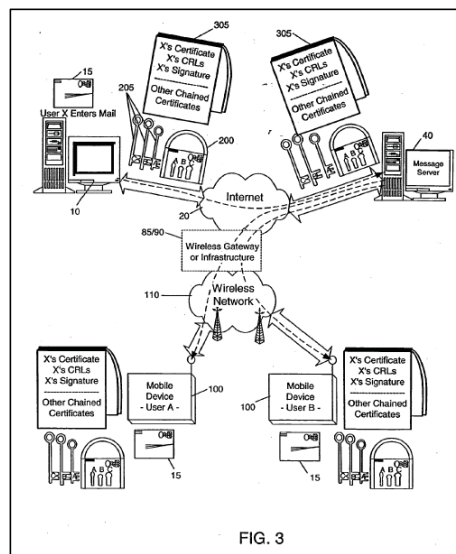 305
X's Certificate
X's CRLs
X's Signature
Other Chained
Certificates
305
X's Certificate
X's CRLs
X's Signature
Other Chained
Certificates
15
User X Enters Mail
205
200
10
40
Message
Server
Internet
20
85/90
Wireless Gateway
or Infrastructure
110
Wireless
Network
X's Certificate
X's CRLs
X's Signature
Other Chained
Certificates
100
Mobile
Device
- User A -
15
100
Mobile
Device
- User B -
15
X's Certificate
X's CRLs
X's Signature
Other Chained
Certificates
A B C
A B C
FIG. 3